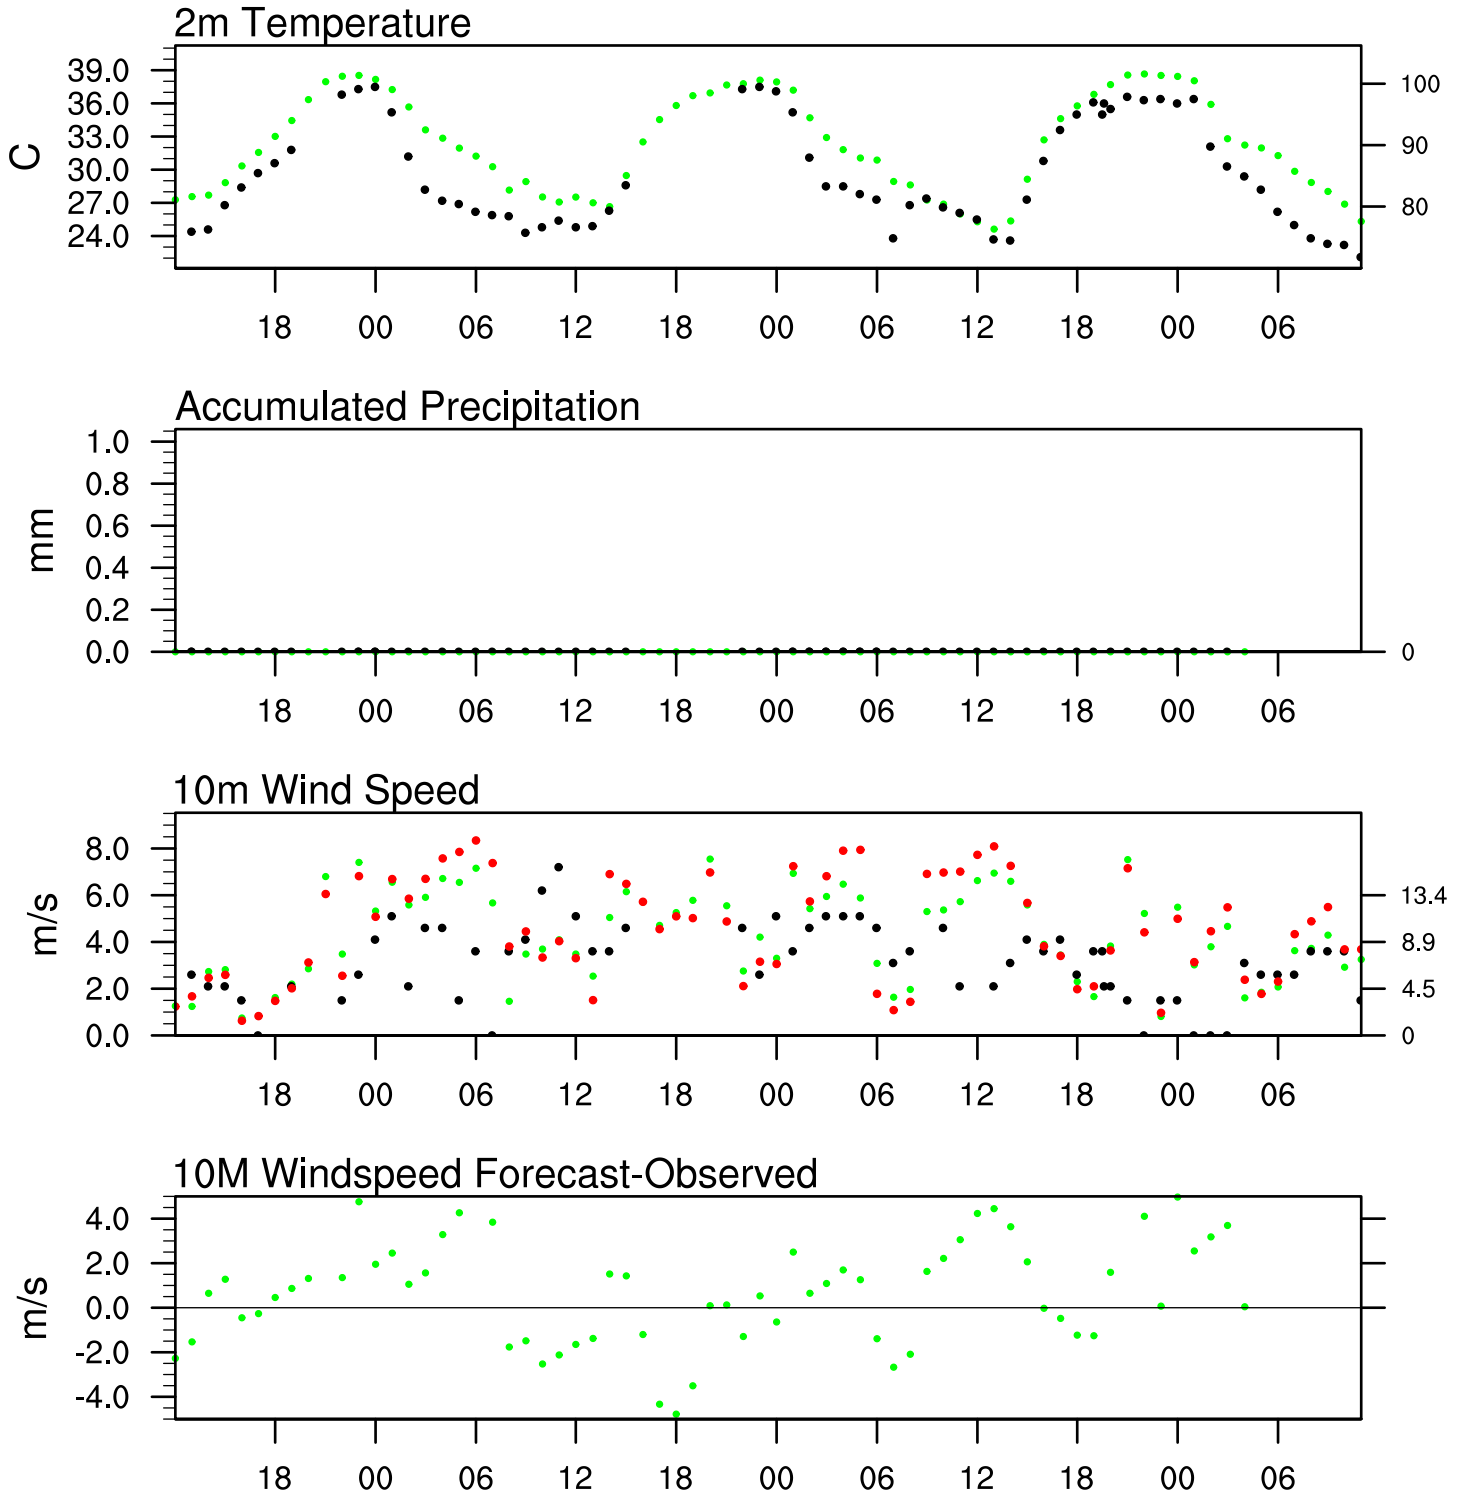 2m Temperature
39.0
36.0
33.0
30.0
27.0
24.0
C
100
90
80
18 00 06 12 18 00 06 12 18 00 06
Accumulated Precipitation
1.0
0.8
0.6
0.4
0.2
0.0
mm
0
18 00 06 12 18 00 06 12 18 00 06
10m Wind Speed
8.0
6.0
4.0
2.0
0.0
m/s
13.4
8.9
4.5
0
18 00 06 12 18 00 06 12 18 00 06
10M Windspeed Forecast-Observed
4.0
2.0
0.0
-2.0
-4.0
m/s
18 00 06 12 18 00 06 12 18 00 06